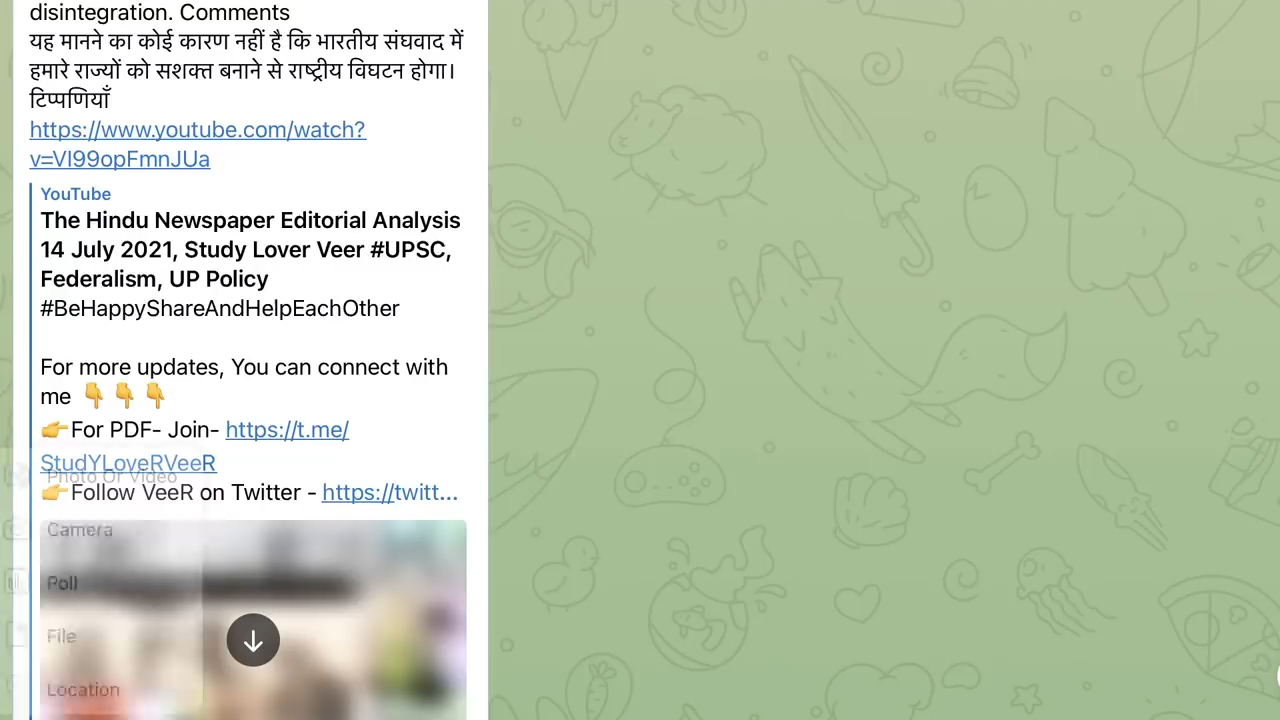 disintegration. Comments
यह मानने का कोई कारण नहीं है कि भारतीय संघवाद में
हमारे राज्यों को सशक्त बनाने से राष्ट्रीय विघटन होगा।
टिप्पणियाँ
https://www.youtube.com/watch?
v=VI99opFmnJUa
YouTube
The Hindu Newspaper Editorial Analysis
14 July 2021, Study Lover Veer #UPSC,
Federalism, UP Policy
#BeHappyShareAndHelpEachOther
For more updates, You can connect with
me 👇👇👇
👉For PDF- Join- https://t.me/
StudYLoveRVeeR
Photo Or Video
👉Follow VeeR on Twitter - https://twitt...
Camera
Poll
File
Location